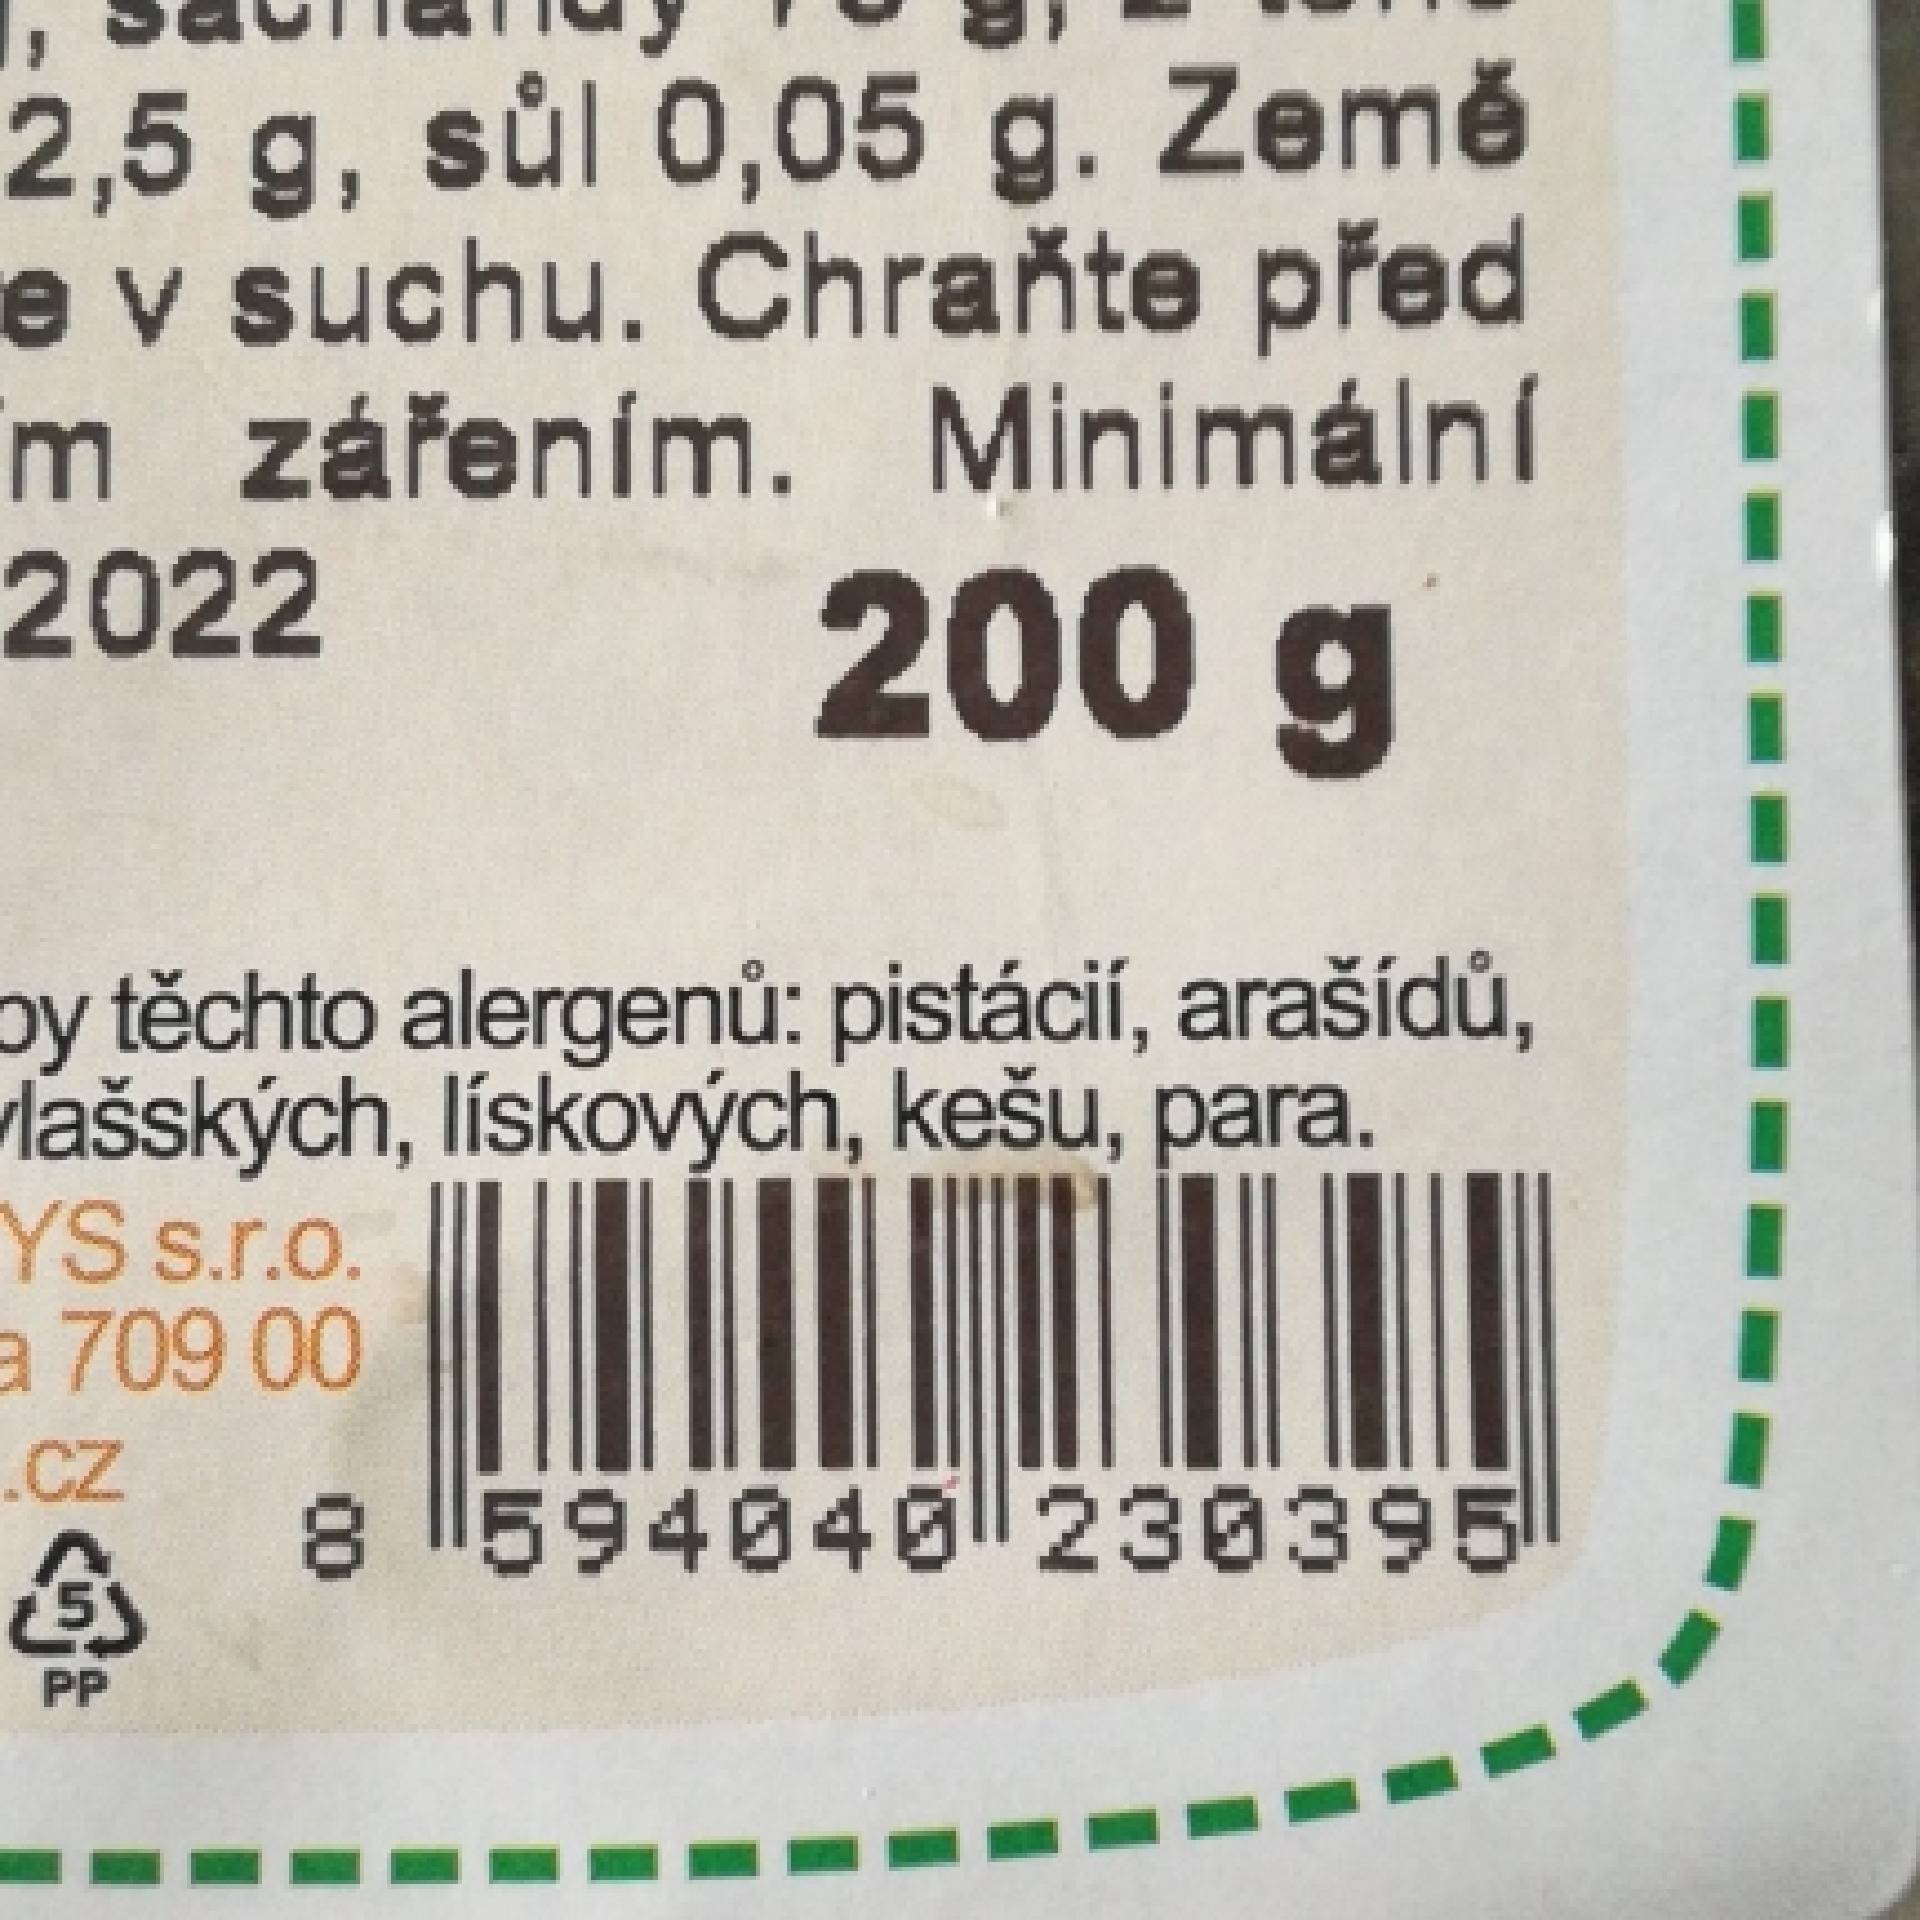 , sacharidy
2,5 g, sůl 0,05 g. Země
v suchu. Chraňte před
zářením. Minimální
2022
200 g
těchto alergenů: pistácií, arašídů,
vlašských, lískových, kešu, para.
YS s.r.o.
a 709 00
.cz
8 594040 230395
5
PP